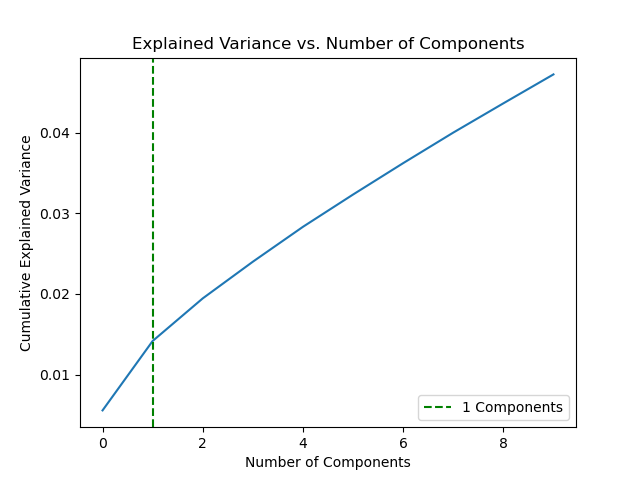 Explained Variance vs. Number of Components
Cumulative Explained Variance
0.04
0.03
0.02
0.01
1 Components
0 2 4 6 8
Number of Components